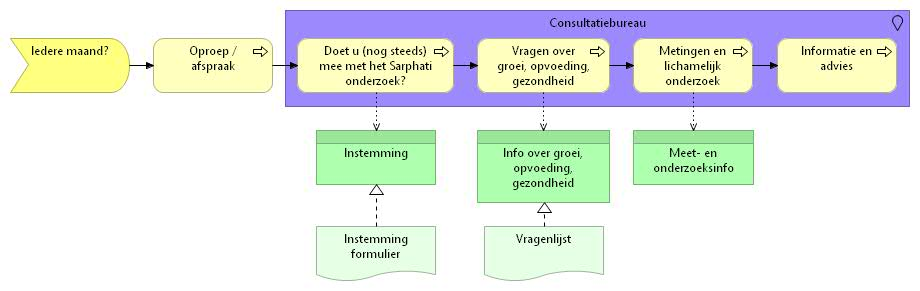 Consultatiebureau
Iedere maand?
Oproep /
afspraak
Doet u (nog steeds)
mee met het Sarphati
onderzoek?
Vragen over
groei, opvoeding,
gezondheid
Metingen en
lichamelijk
onderzoek
Informatie en
advies
Instemming
Info over groei,
opvoeding,
gezondheid
Meet- en
onderzoeksinfo
Instemming
formulier
Vragenlijst